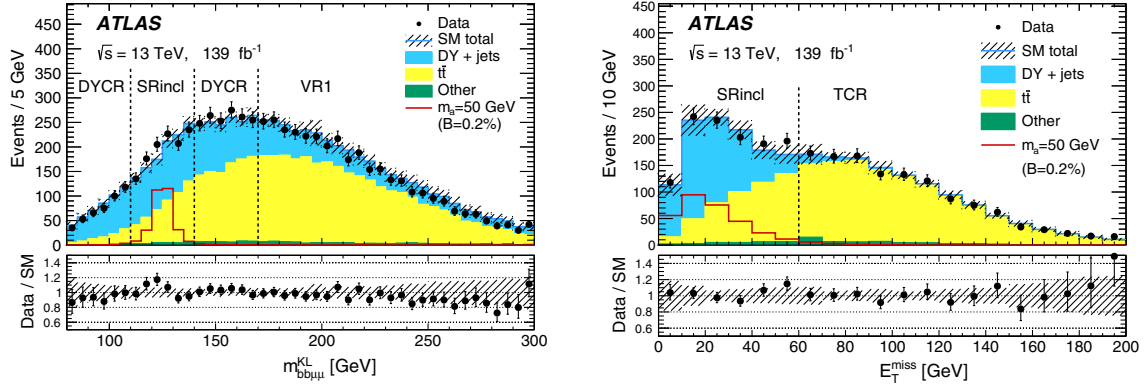 ATLAS
√s = 13 TeV, 139 fb⁻¹
Data
SM total
DY + jets
tt̄
Other
mₐ=50 GeV
(B=0.2%)
DYCR
SRincl
DYCR
VR1
Events / 5 GeV
450
400
350
300
250
200
150
100
50
0
Data / SM
1.4
1.2
1
0.8
0.6
100 150 200 250 300
m^KL_bbμμ [GeV]
ATLAS
√s = 13 TeV, 139 fb⁻¹
Data
SM total
DY + jets
tt̄
Other
mₐ=50 GeV
(B=0.2%)
SRincl
TCR
Events / 10 GeV
450
400
350
300
250
200
150
100
50
0
Data / SM
1.4
1.2
1
0.8
0.6
0 20 40 60 80 100 120 140 160 180 200
E_T^miss [GeV]